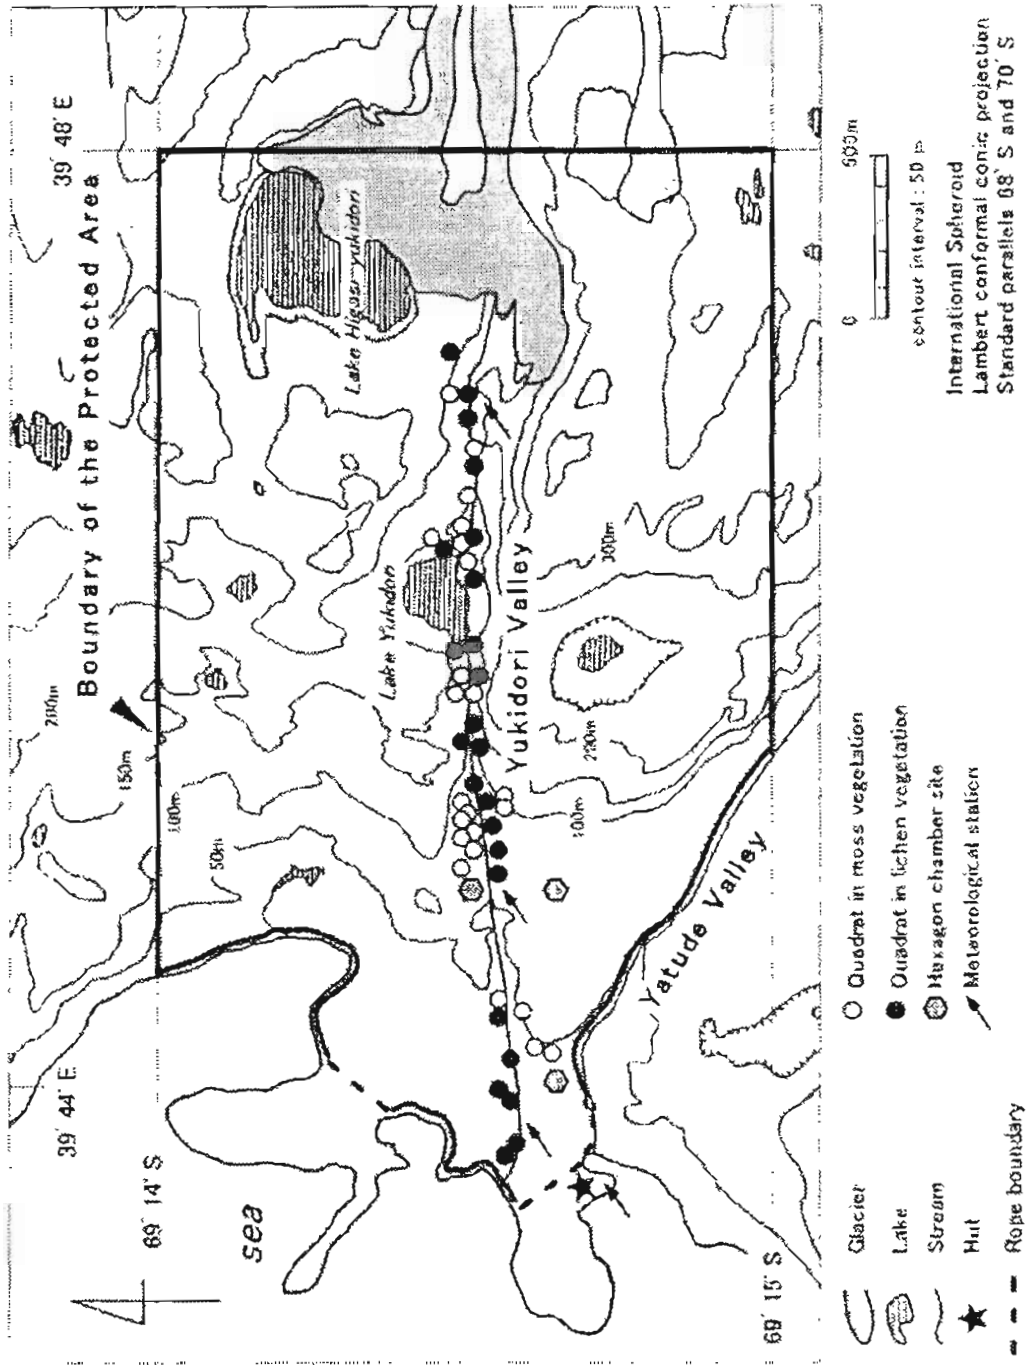 39° 44' E
39° 48' E
Boundary of the Protected Area
200m
150m
100m
50m
69° 14' S
sea
Lake Higasi-yukidori
Lake Yukidori
Yukidori Valley
300m
200m
100m
Yatude Valley
69° 15' S
Glacier
Lake
Stream
Hut
Rope boundary
Quadrat in moss vegetation
Quadrat in lichen vegetation
Hexagon chamber site
Meteorological station
0
600m
contour interval : 50 m
International Spheroid
Lambert conformal conic projection
Standard parallels 68° S and 70° S